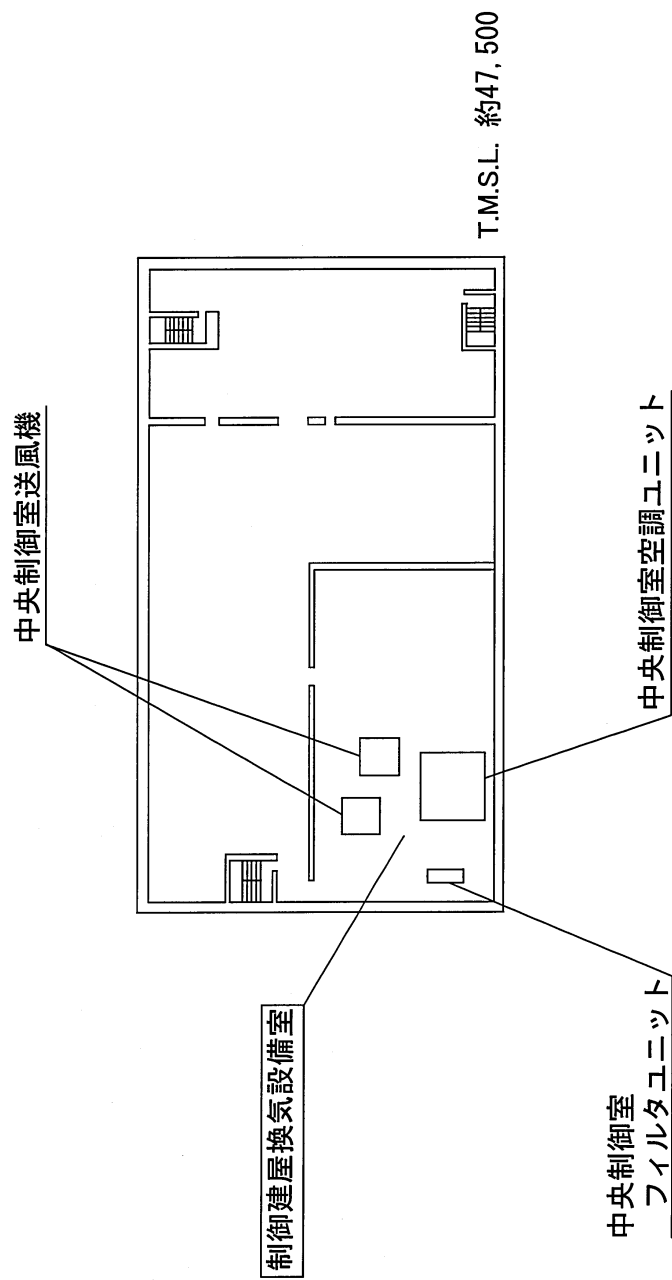 中央制御室送風機
T.M.S.L. 約47,500
制御建屋換気設備室
中央制御室空調ユニット
中央制御室
フィルタユニット